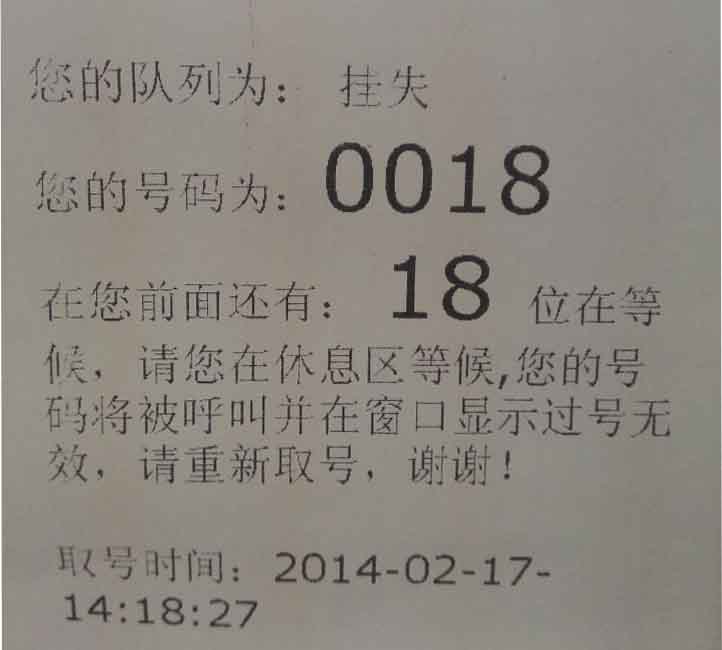 您的队列为： 挂失
您的号码为：0018
在您前面还有： 18 位在等
候，请您在休息区等候,您的号
码将被呼叫并在窗口显示过号无
效，请重新取号，谢谢！
取号时间：2014-02-17-
14:18:27